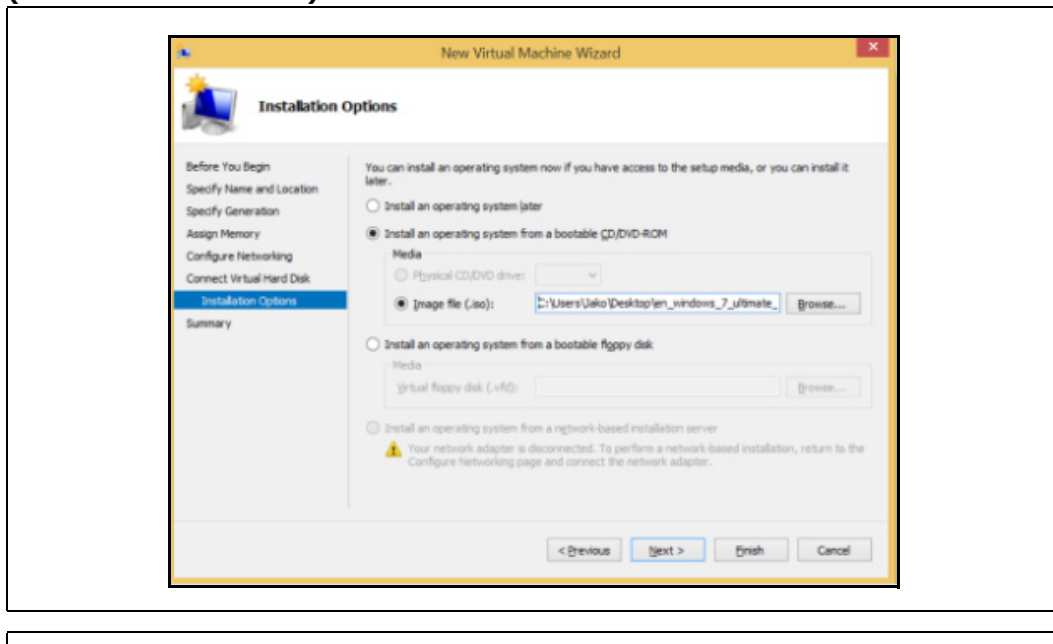 New Virtual Machine Wizard
Installation Options
Before You Begin
Specify Name and Location
Specify Generation
Assign Memory
Configure Networking
Connect Virtual Hard Disk
Installation Options
Summary
You can install an operating system now if you have access to the setup media, or you can install it
later.
Install an operating system later
Install an operating system from a bootable CD/DVD-ROM
Media
Physical CD/DVD drive:
Image file (.iso):
C:\Users\Jako\Desktop\en_windows_7_ultimate_
Browse...
Install an operating system from a bootable floppy disk
Media
Virtual floppy disk (.vfd):
Browse...
Install an operating system from a network-based installation server
Your network adapter is disconnected. To perform a network-based installation, return to the
Configure Networking page and connect the network adapter.
< Previous
Next >
Finish
Cancel